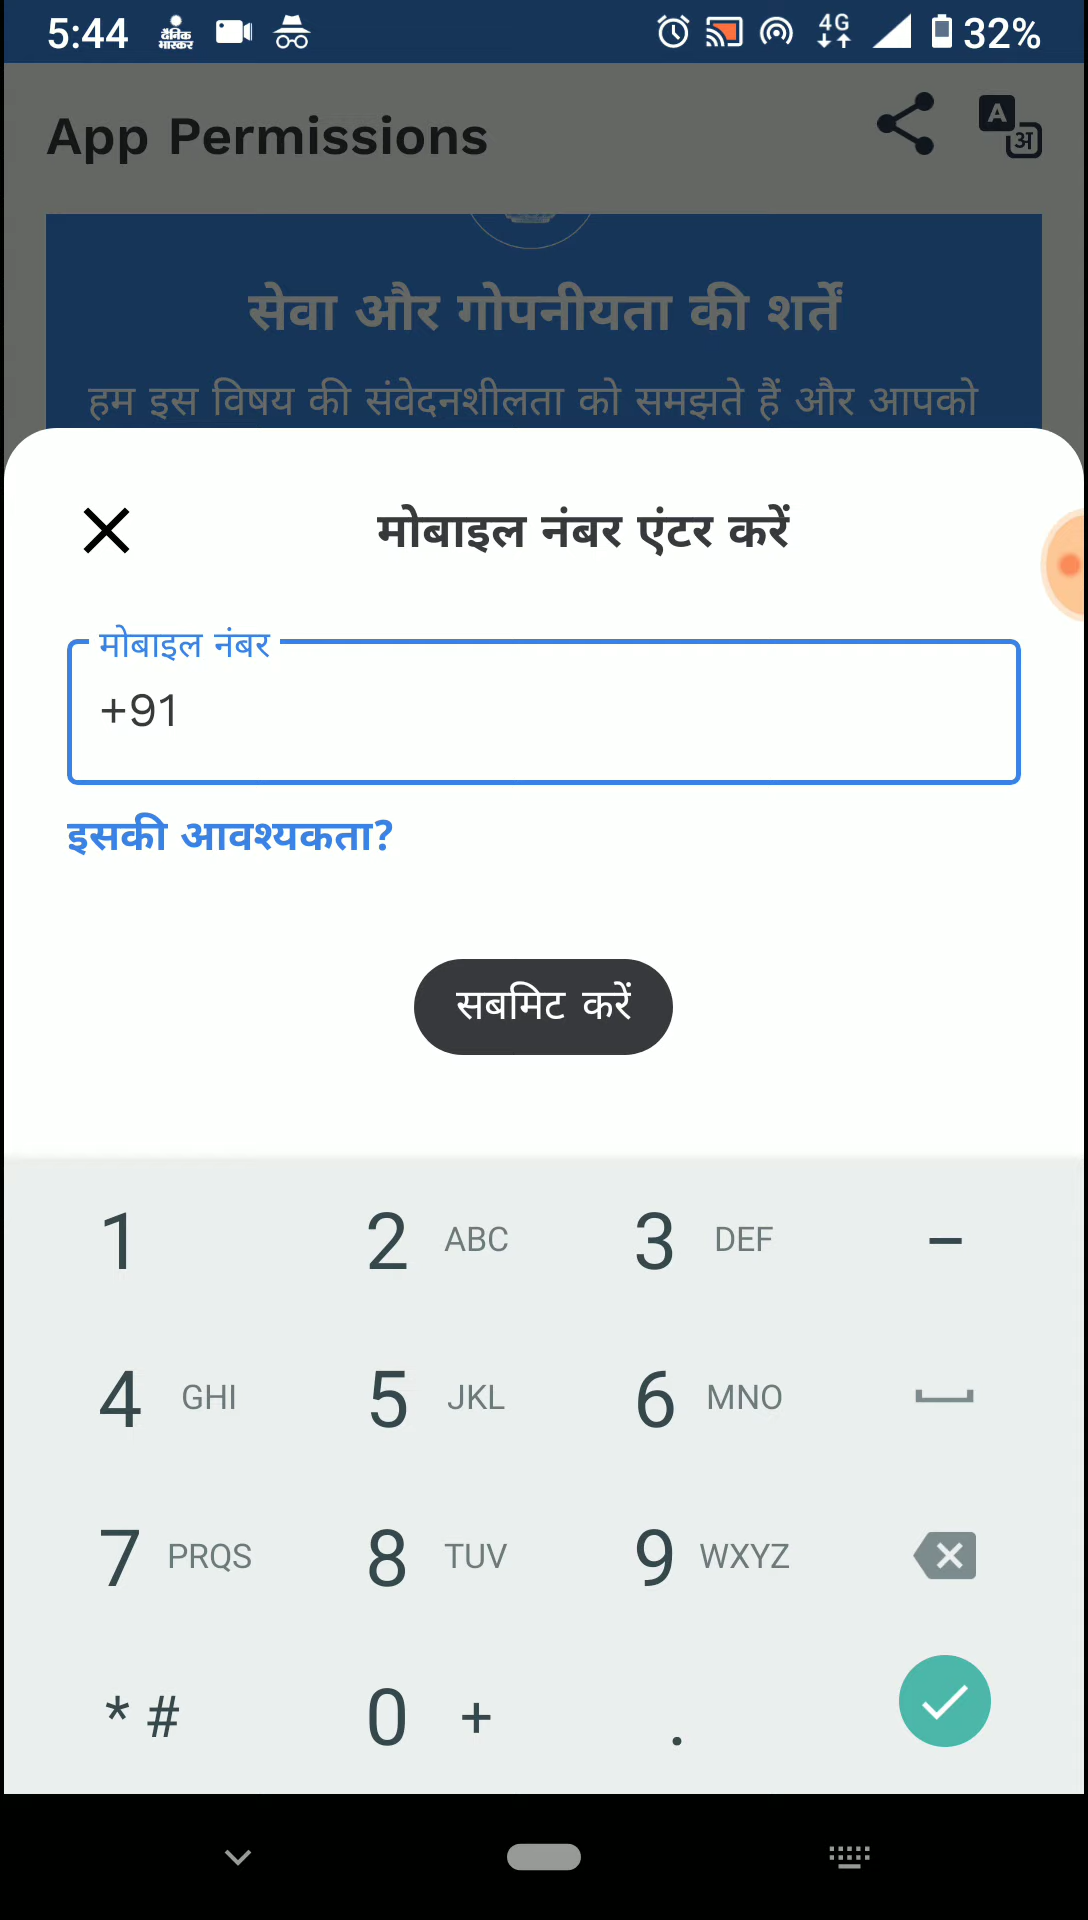 5:44 दैनिक भास्कर 4G 32%
App Permissions A अ
सेवा और गोपनीयता की शर्तें
हम इस विषय की संवेदनशीलता को समझते हैं और आपको
मोबाइल नंबर एंटर करें
मोबाइल नंबर
+91
इसकी आवश्यकता?
सबमिट करें
1 2 ABC 3 DEF –
4 GHI 5 JKL 6 MNO
7 PRQS 8 TUV 9 WXYZ
* # 0 + .